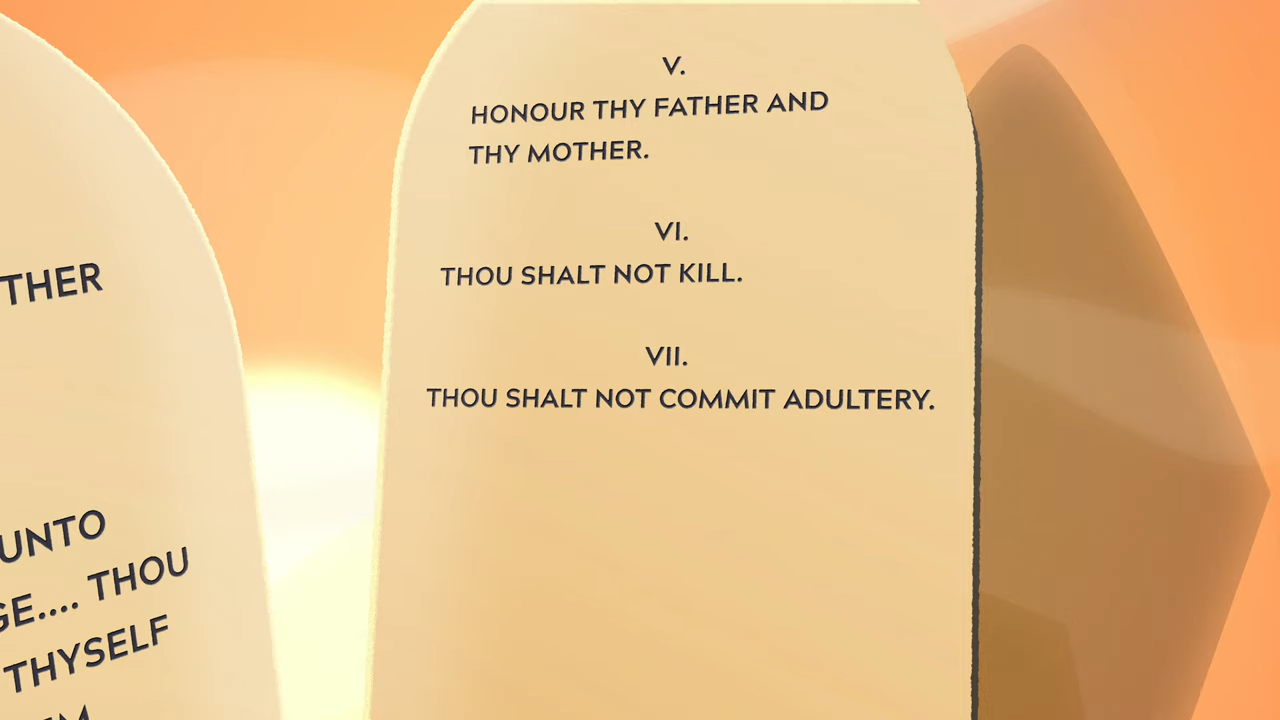 THER
UNTO
THOU
THYSELF
V.
HONOUR THY FATHER AND
THY MOTHER.
VI.
THOU SHALT NOT KILL.
VII.
THOU SHALT NOT COMMIT ADULTERY.